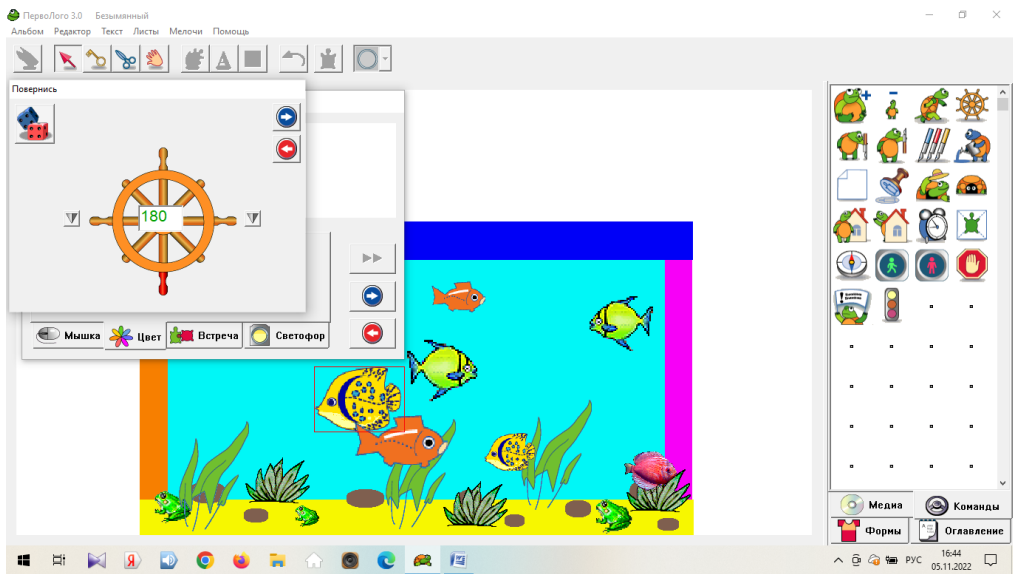 ПервоЛого 3.0 Безымянный
Альбом Редактор Текст Листы Мелочи Помощь
Повернись
180
Мышка Цвет Встреча Светофор
Медиа Команды
Формы Оглавление
РУС 16:44
05.11.2022